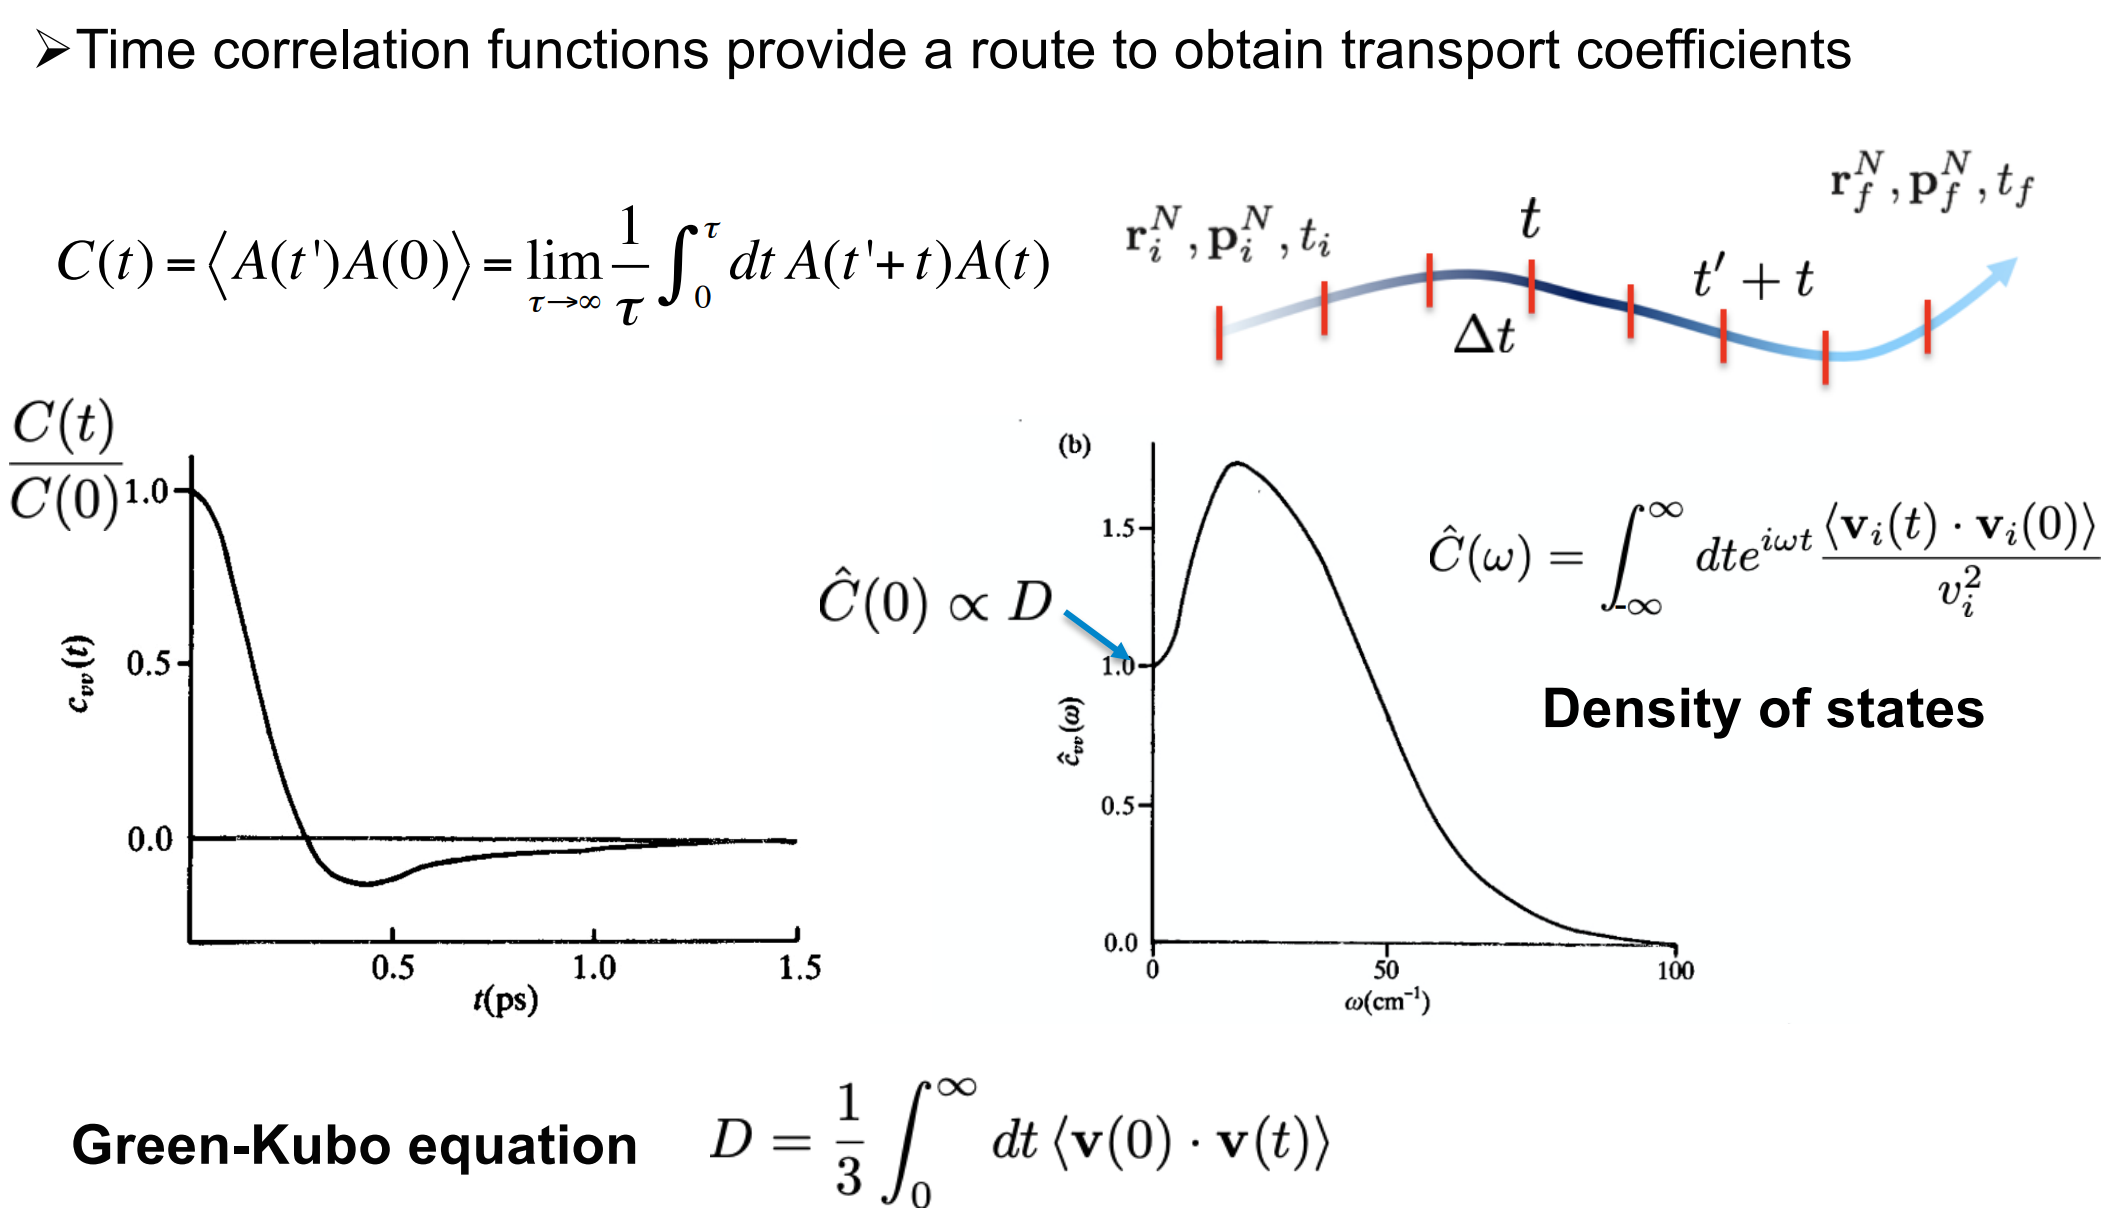 ➢Time correlation functions provide a route to obtain transport coefficients
C(t) = ⟨A(t')A(0)⟩ = lim_{τ→∞} 1/τ ∫_0^τ dt A(t'+t)A(t)
r_i^N, p_i^N, t_i
t
Δt
t′ + t
r_f^N, p_f^N, t_f
C(t)/C(0)
1.0
0.5
0.0
c_vv(t)
0.5 1.0 1.5
t(ps)
Ĉ(0) ∝ D
(b)
1.5
1.0
0.5
0.0
ĉ_vv(ω)
0 50 100
ω(cm⁻¹)
Ĉ(ω) = ∫_{-∞}^{∞} dte^{iωt} ⟨v_i(t) · v_i(0)⟩/v_i^2
Density of states
Green-Kubo equation D = 1/3 ∫_0^∞ dt ⟨v(0) · v(t)⟩